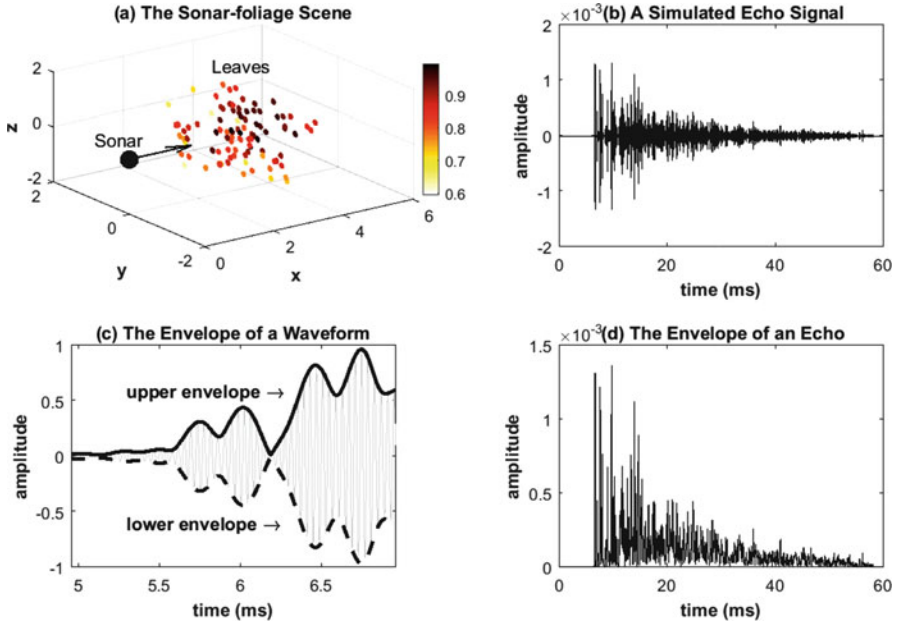 (a) The Sonar-foliage Scene
Leaves
Sonar
z
2
0
-2
2
0
-2
y
0
2
4
6
x
0.9
0.8
0.7
0.6
(b) A Simulated Echo Signal
×10⁻³
amplitude
2
1
0
-1
-2
0 20 40 60
time (ms)
(c) The Envelope of a Waveform
amplitude
1
0.5
0
-0.5
-1
upper envelope →
lower envelope →
5 5.5 6 6.5
time (ms)
(d) The Envelope of an Echo
×10⁻³
amplitude
1.5
1
0.5
0
0 20 40 60
time (ms)